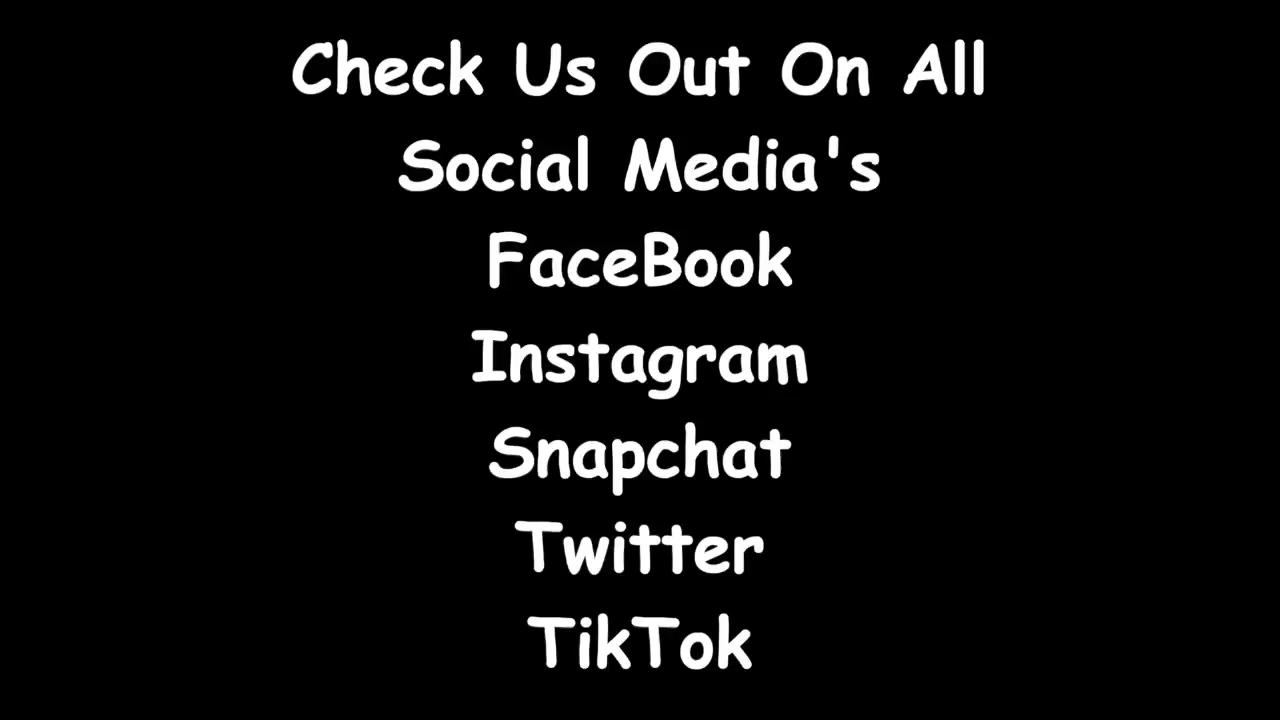 Check Us Out On All
Social Media's
FaceBook
Instagram
Snapchat
Twitter
TikTok